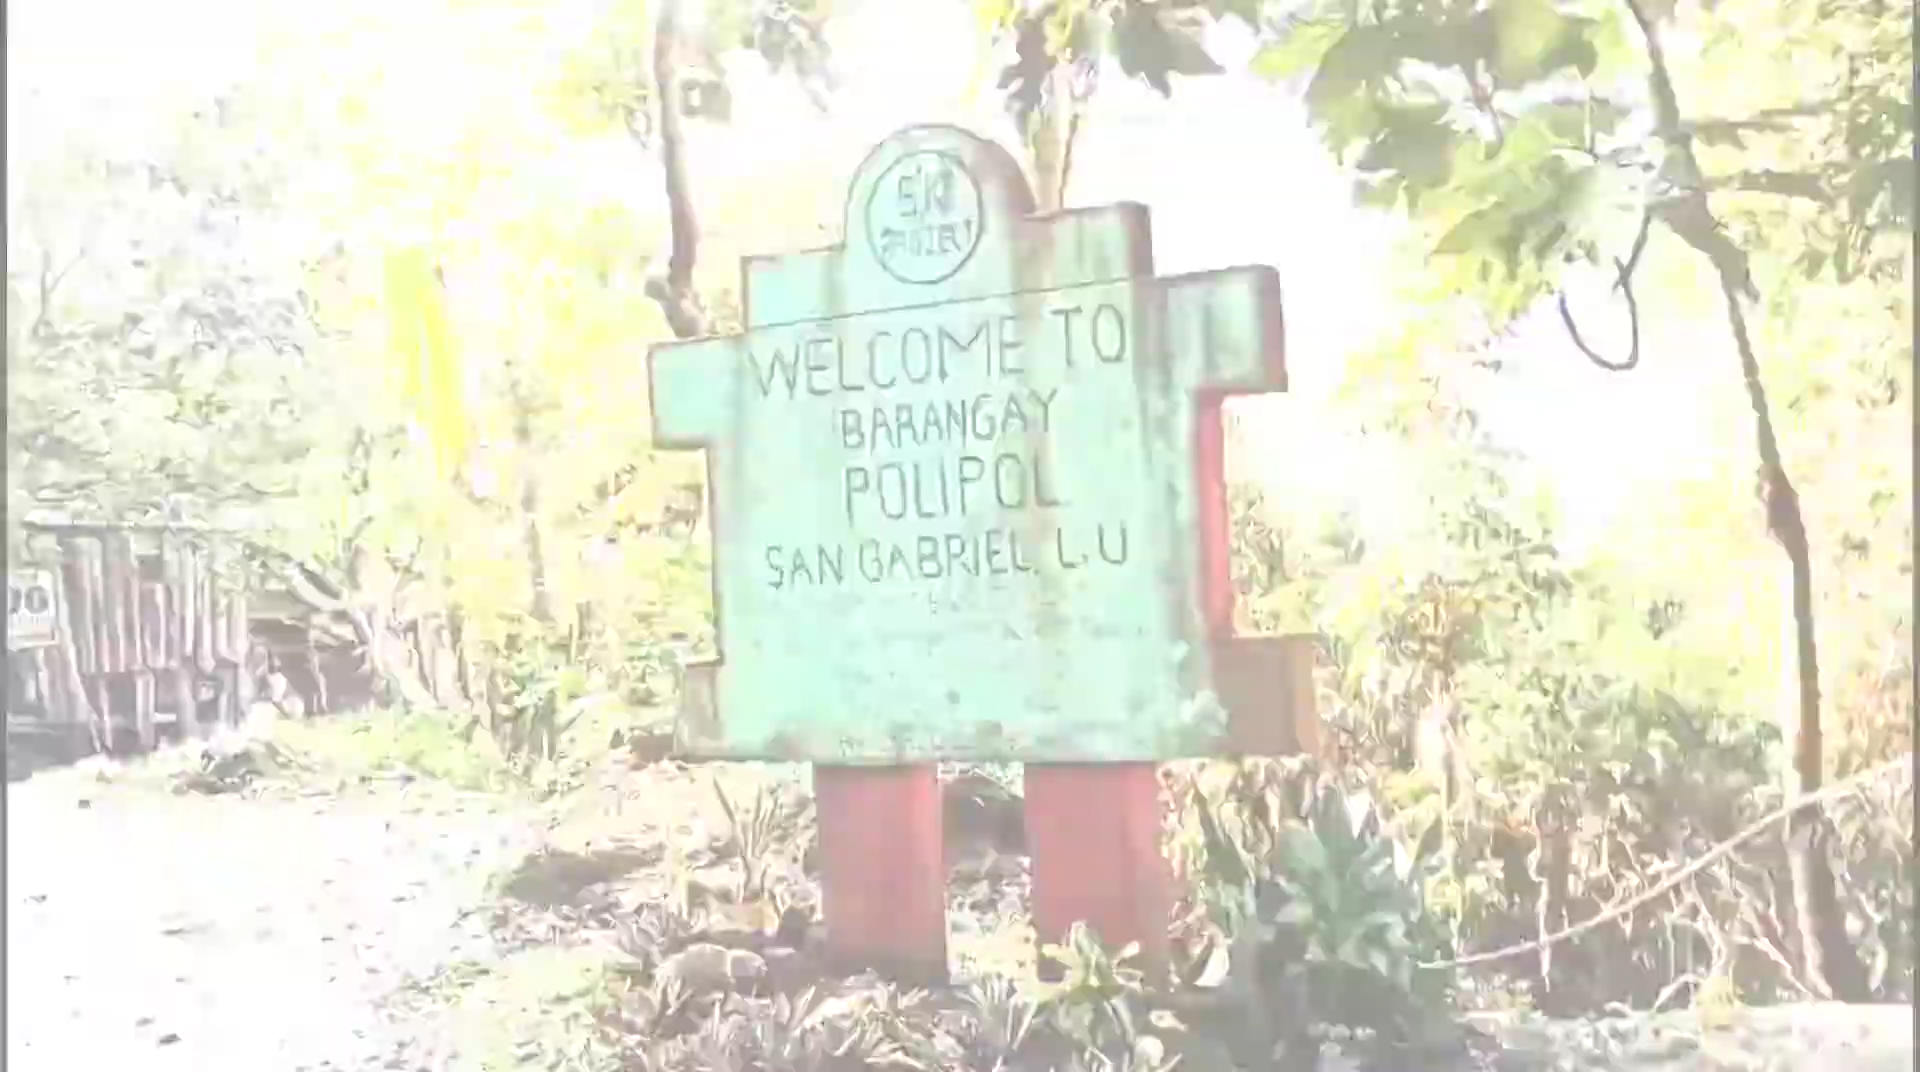 S.K.
WELCOME TO
BARANGAY
POLIPOL
SAN GABRIEL, L.U